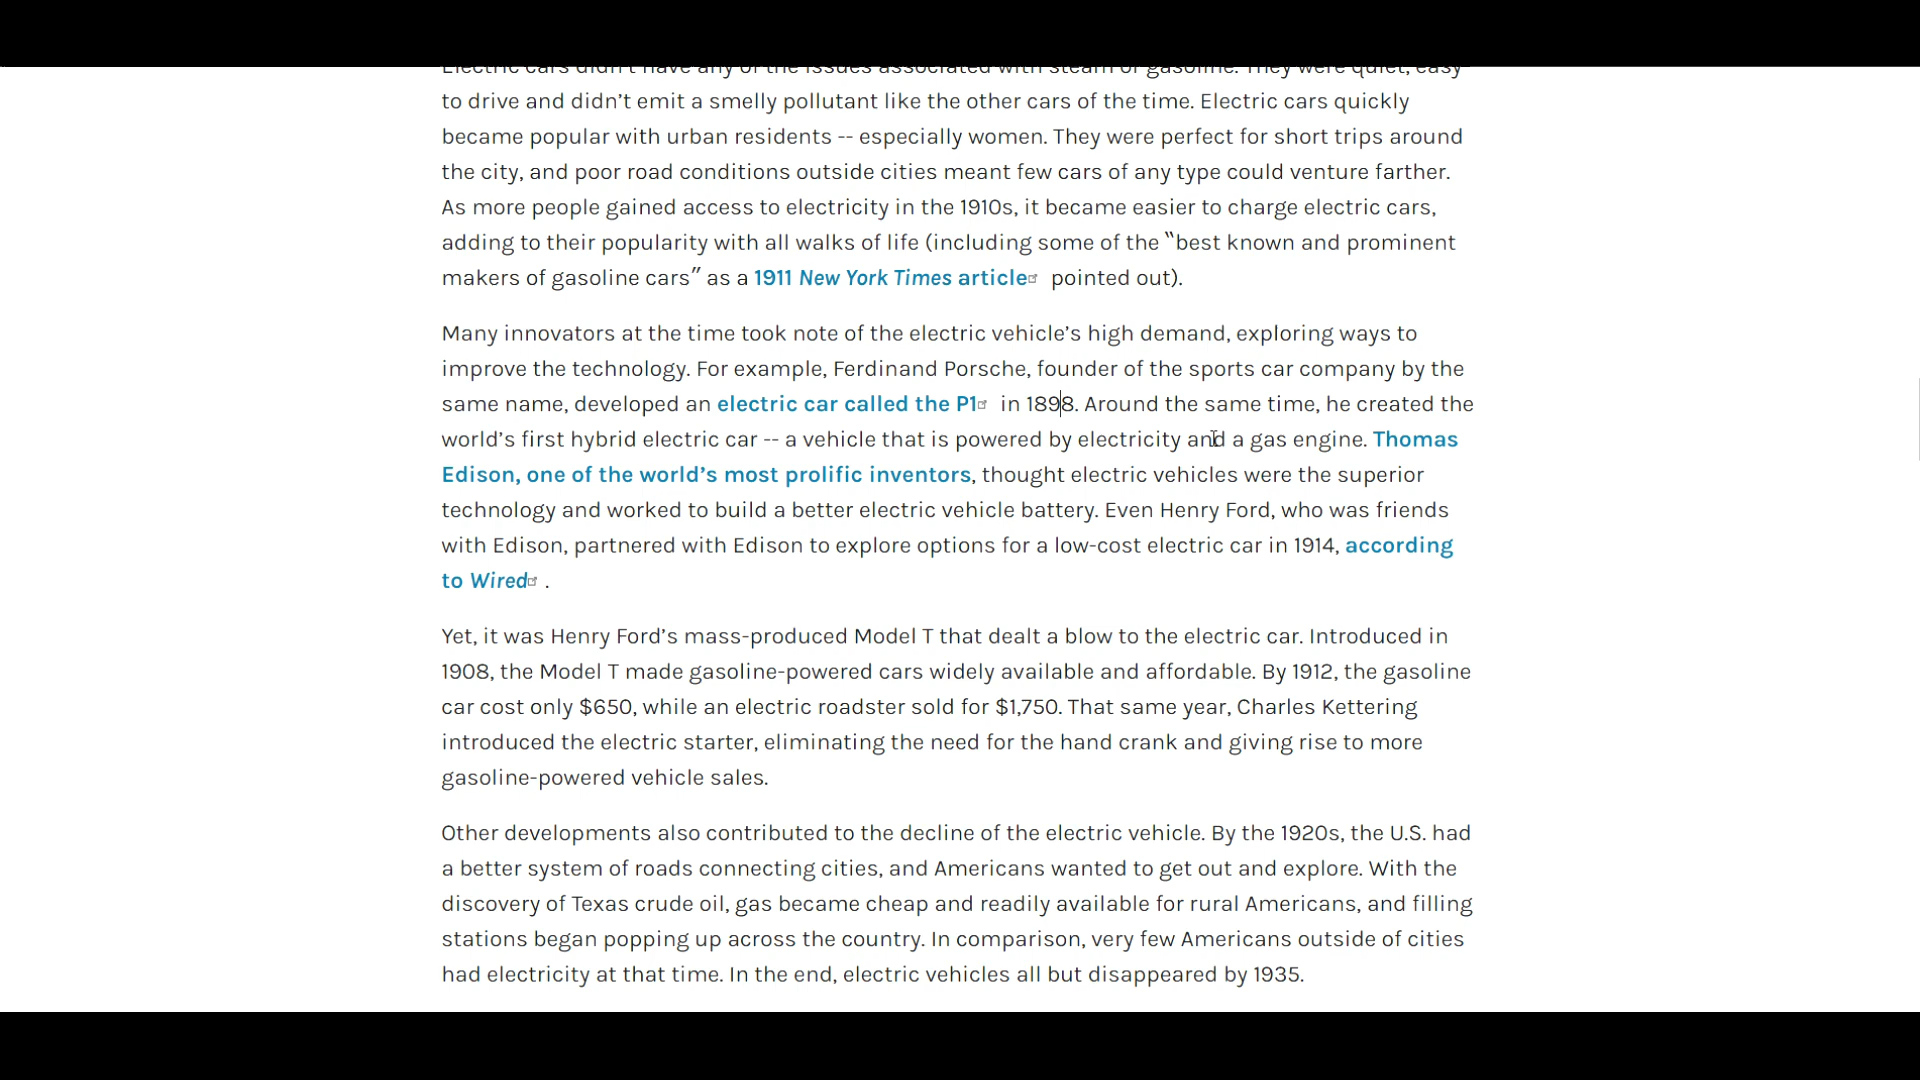 Electric cars didn't have any of the issues associated with steam or gasoline. They were quiet, easy
to drive and didn't emit a smelly pollutant like the other cars of the time. Electric cars quickly
became popular with urban residents -- especially women. They were perfect for short trips around
the city, and poor road conditions outside cities meant few cars of any type could venture farther.
As more people gained access to electricity in the 1910s, it became easier to charge electric cars,
adding to their popularity with all walks of life (including some of the “best known and prominent
makers of gasoline cars” as a 1911 New York Times article pointed out).
Many innovators at the time took note of the electric vehicle's high demand, exploring ways to
improve the technology. For example, Ferdinand Porsche, founder of the sports car company by the
same name, developed an electric car called the P1 in 1898. Around the same time, he created the
world's first hybrid electric car -- a vehicle that is powered by electricity and a gas engine. Thomas
Edison, one of the world's most prolific inventors, thought electric vehicles were the superior
technology and worked to build a better electric vehicle battery. Even Henry Ford, who was friends
with Edison, partnered with Edison to explore options for a low-cost electric car in 1914, according
to Wired .
Yet, it was Henry Ford's mass-produced Model T that dealt a blow to the electric car. Introduced in
1908, the Model T made gasoline-powered cars widely available and affordable. By 1912, the gasoline
car cost only $650, while an electric roadster sold for $1,750. That same year, Charles Kettering
introduced the electric starter, eliminating the need for the hand crank and giving rise to more
gasoline-powered vehicle sales.
Other developments also contributed to the decline of the electric vehicle. By the 1920s, the U.S. had
a better system of roads connecting cities, and Americans wanted to get out and explore. With the
discovery of Texas crude oil, gas became cheap and readily available for rural Americans, and filling
stations began popping up across the country. In comparison, very few Americans outside of cities
had electricity at that time. In the end, electric vehicles all but disappeared by 1935.